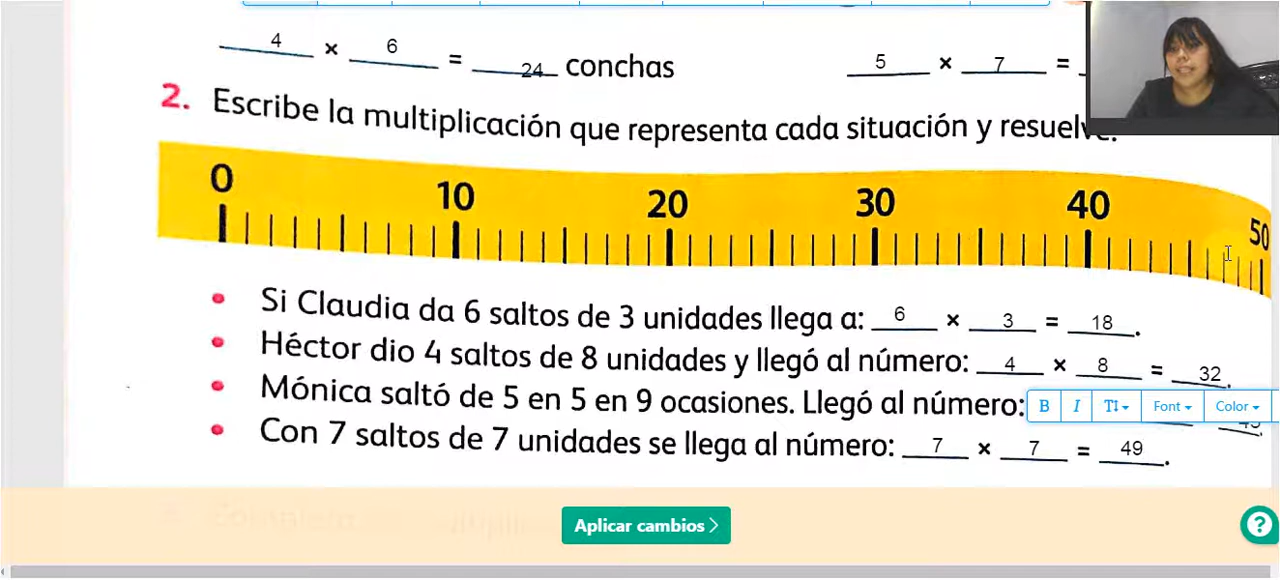 4 × 6 = 24 conchas 5 × 7 =
2. Escribe la multiplicación que representa cada situación y resuelve.
0 10 20 30 40 50
• Si Claudia da 6 saltos de 3 unidades llega a: 6 × 3 = 18.
• Héctor dio 4 saltos de 8 unidades y llegó al número: 4 × 8 = 32.
• Mónica saltó de 5 en 5 en 9 ocasiones. Llegó al número:
B I TI Font Color
• Con 7 saltos de 7 unidades se llega al número: 7 × 7 = 49.
Aplicar cambios >
?